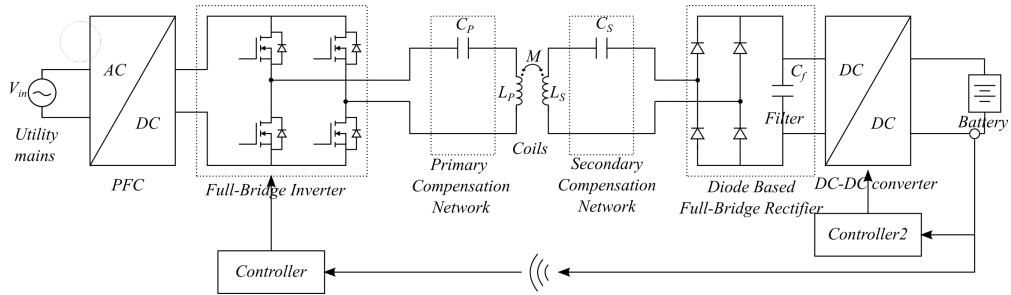 V_in
Utility
mains
AC
DC
PFC
Full-Bridge Inverter
C_P
Primary
Compensation
Network
M
L_P
L_S
Coils
C_S
Secondary
Compensation
Network
C_f
Filter
Diode Based
Full-Bridge Rectifier
DC
DC
DC-DC converter
Battery
Controller2
Controller